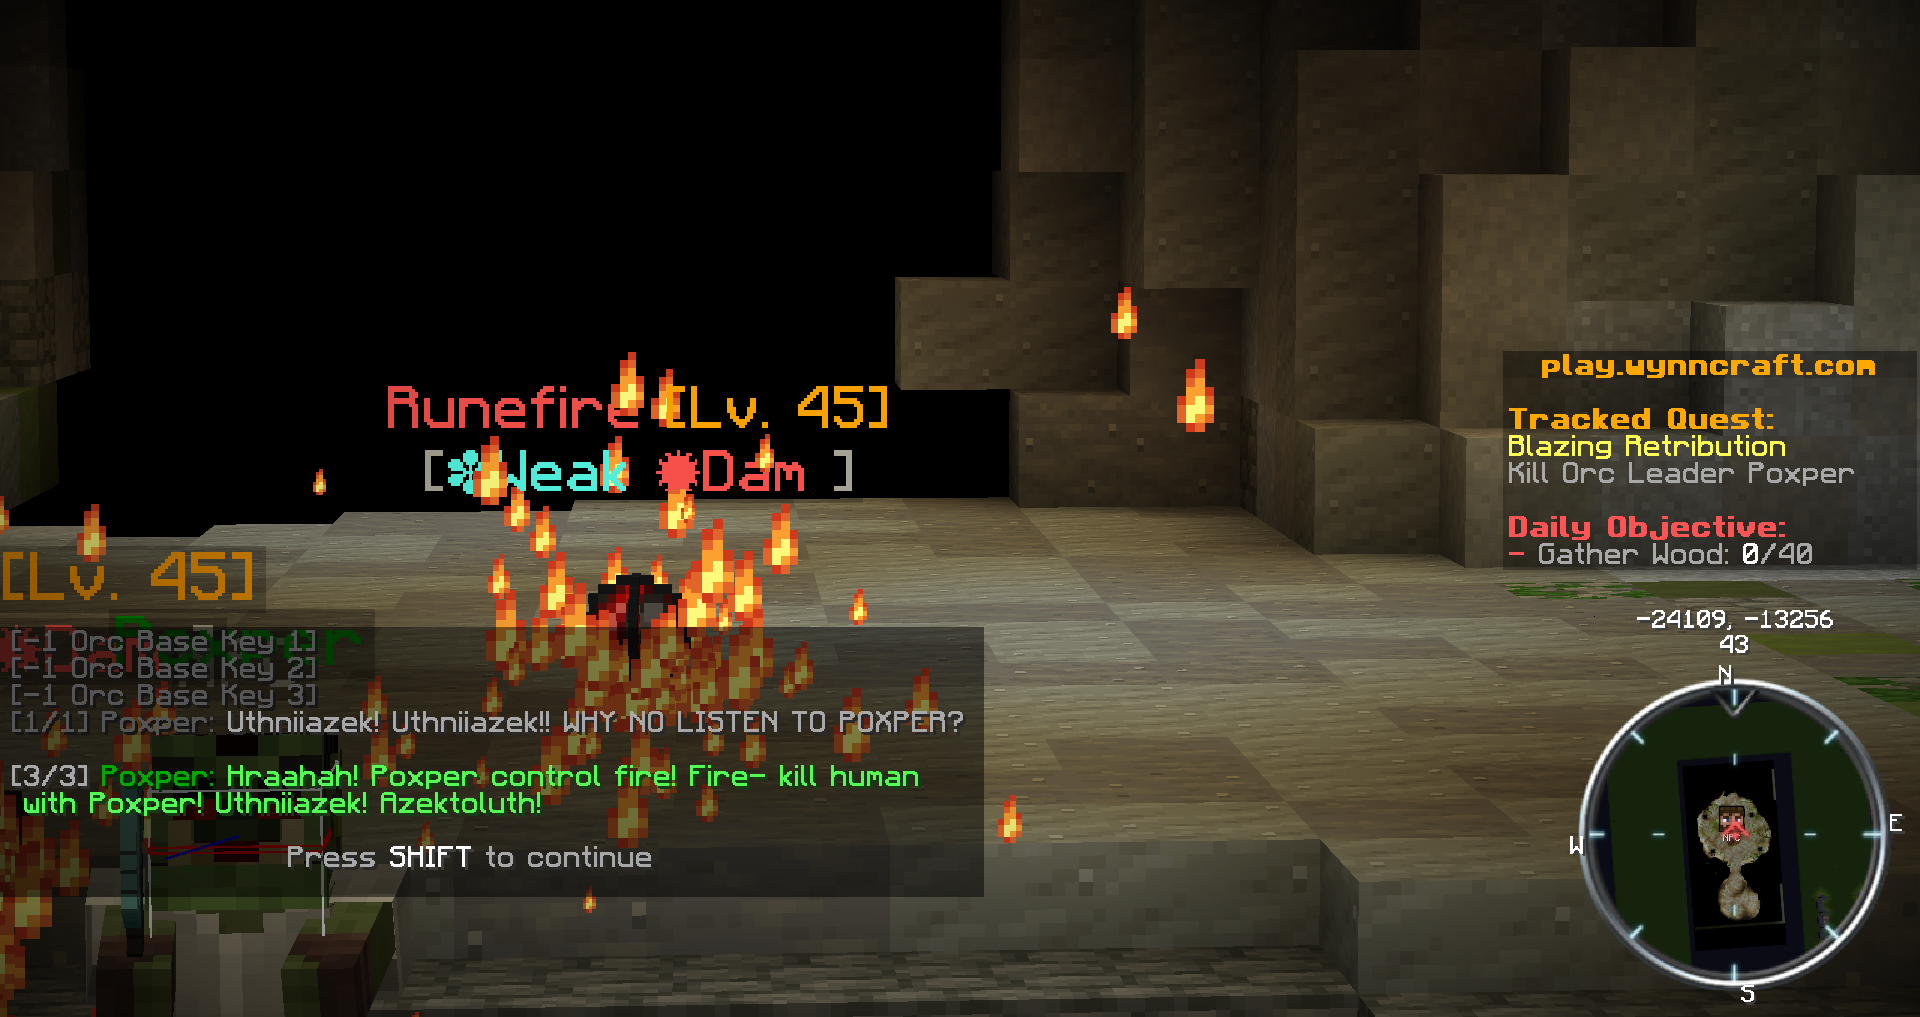 Runefire [Lv. 45]
[❉Weak ✹Dam ]
play.wynncraft.com
Tracked Quest:
Blazing Retribution
Kill Orc Leader Poxper
Daily Objective:
- Gather Wood: 0/40
[Lv. 45]
✹Dam
Poxper
[-1 Orc Base Key 1]
[-1 Orc Base Key 2]
[-1 Orc Base Key 3]
[1/1] Poxper: Uthniiazek! Uthniiazek!! WHY NO LISTEN TO POXPER?
[3/3] Poxper: Hraahah! Poxper control fire! Fire- kill human
with Poxper! Uthniiazek! Azektoluth!
Press SHIFT to continue
-24109, -13256
43
N
W
E
NPC
S